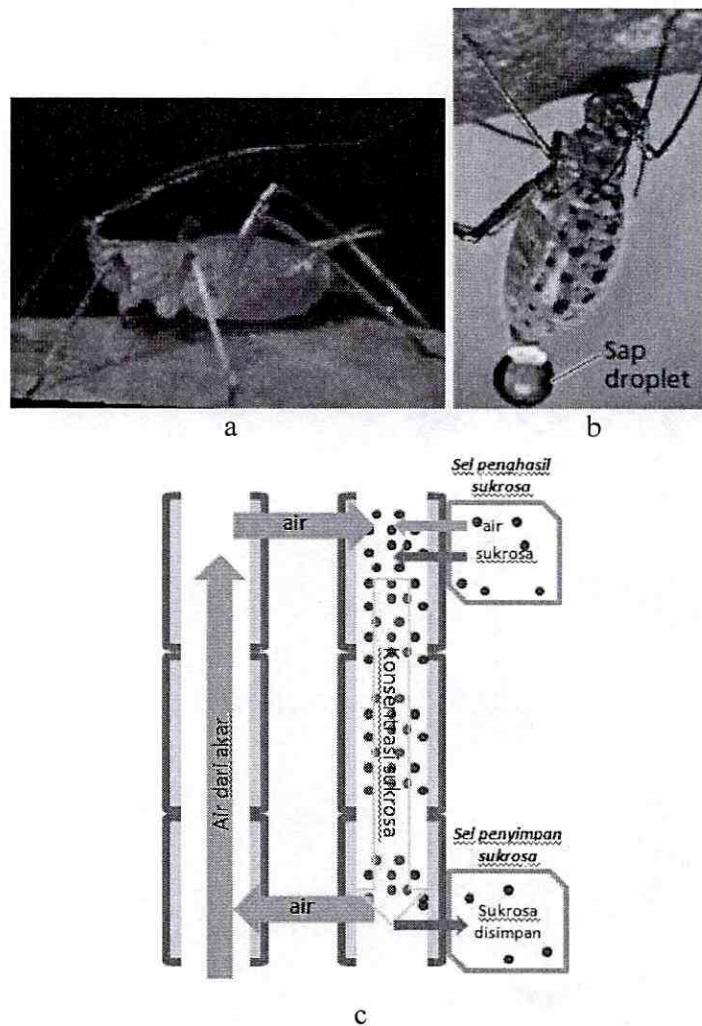 Sap
droplet
a
b
Sel penghasil
sukrosa
air
air
sukrosa
Konsentrasi sukrosa
Air dari akar
Sel penyimpan
sukrosa
air
Sukrosa
disimpan
c